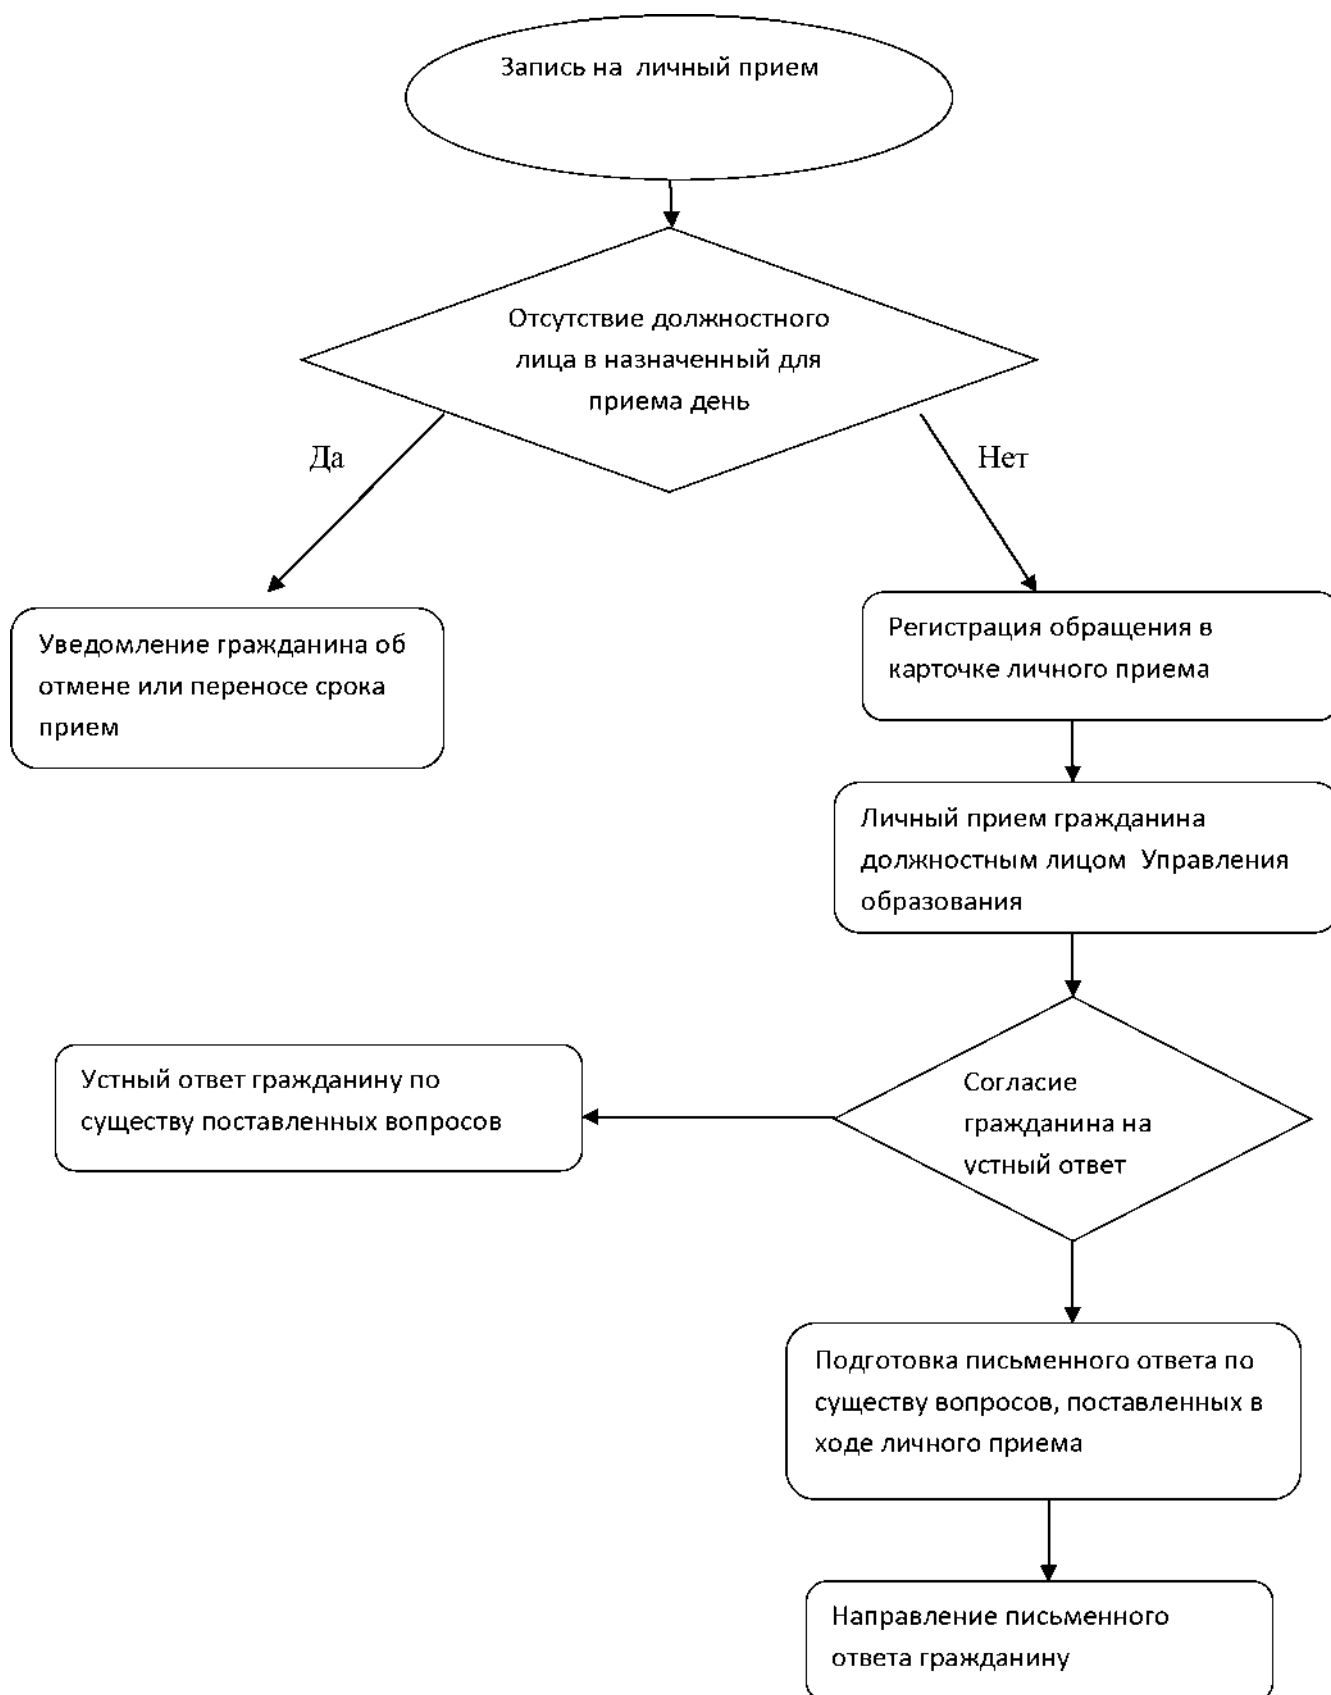 Запись на личный прием
Отсутствие должностного
лица в назначенный для
приема день
Да
Нет
Уведомление гражданина об
отмене или переносе срока
прием
Регистрация обращения в
карточке личного приема
Личный прием гражданина
должностным лицом Управления
образования
Устный ответ гражданину по
существу поставленных вопросов
Согласие
гражданина на
устный ответ
Подготовка письменного ответа по
существу вопросов, поставленных в
ходе личного приема
Направление письменного
ответа гражданину